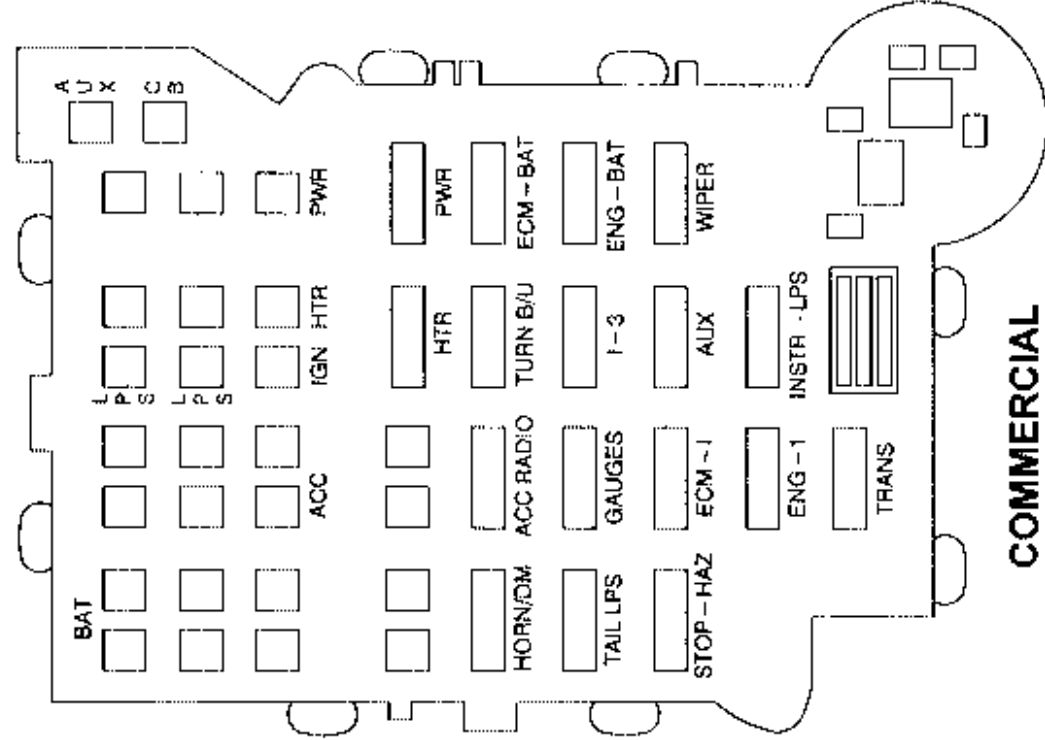 BAT
AUX
LPS
CB
LPS
ACC
IGN
HTR
PWR
HTR
PWR
HORN/DM
ACC RADIO
TURN B/U
ECM - BAT
TAIL LPS
GAUGES
I - 3
ENG - BAT
STOP - HAZ
ECM - I
AUX
WIPER
ENG - 1
INSTR - LPS
TRANS
COMMERCIAL